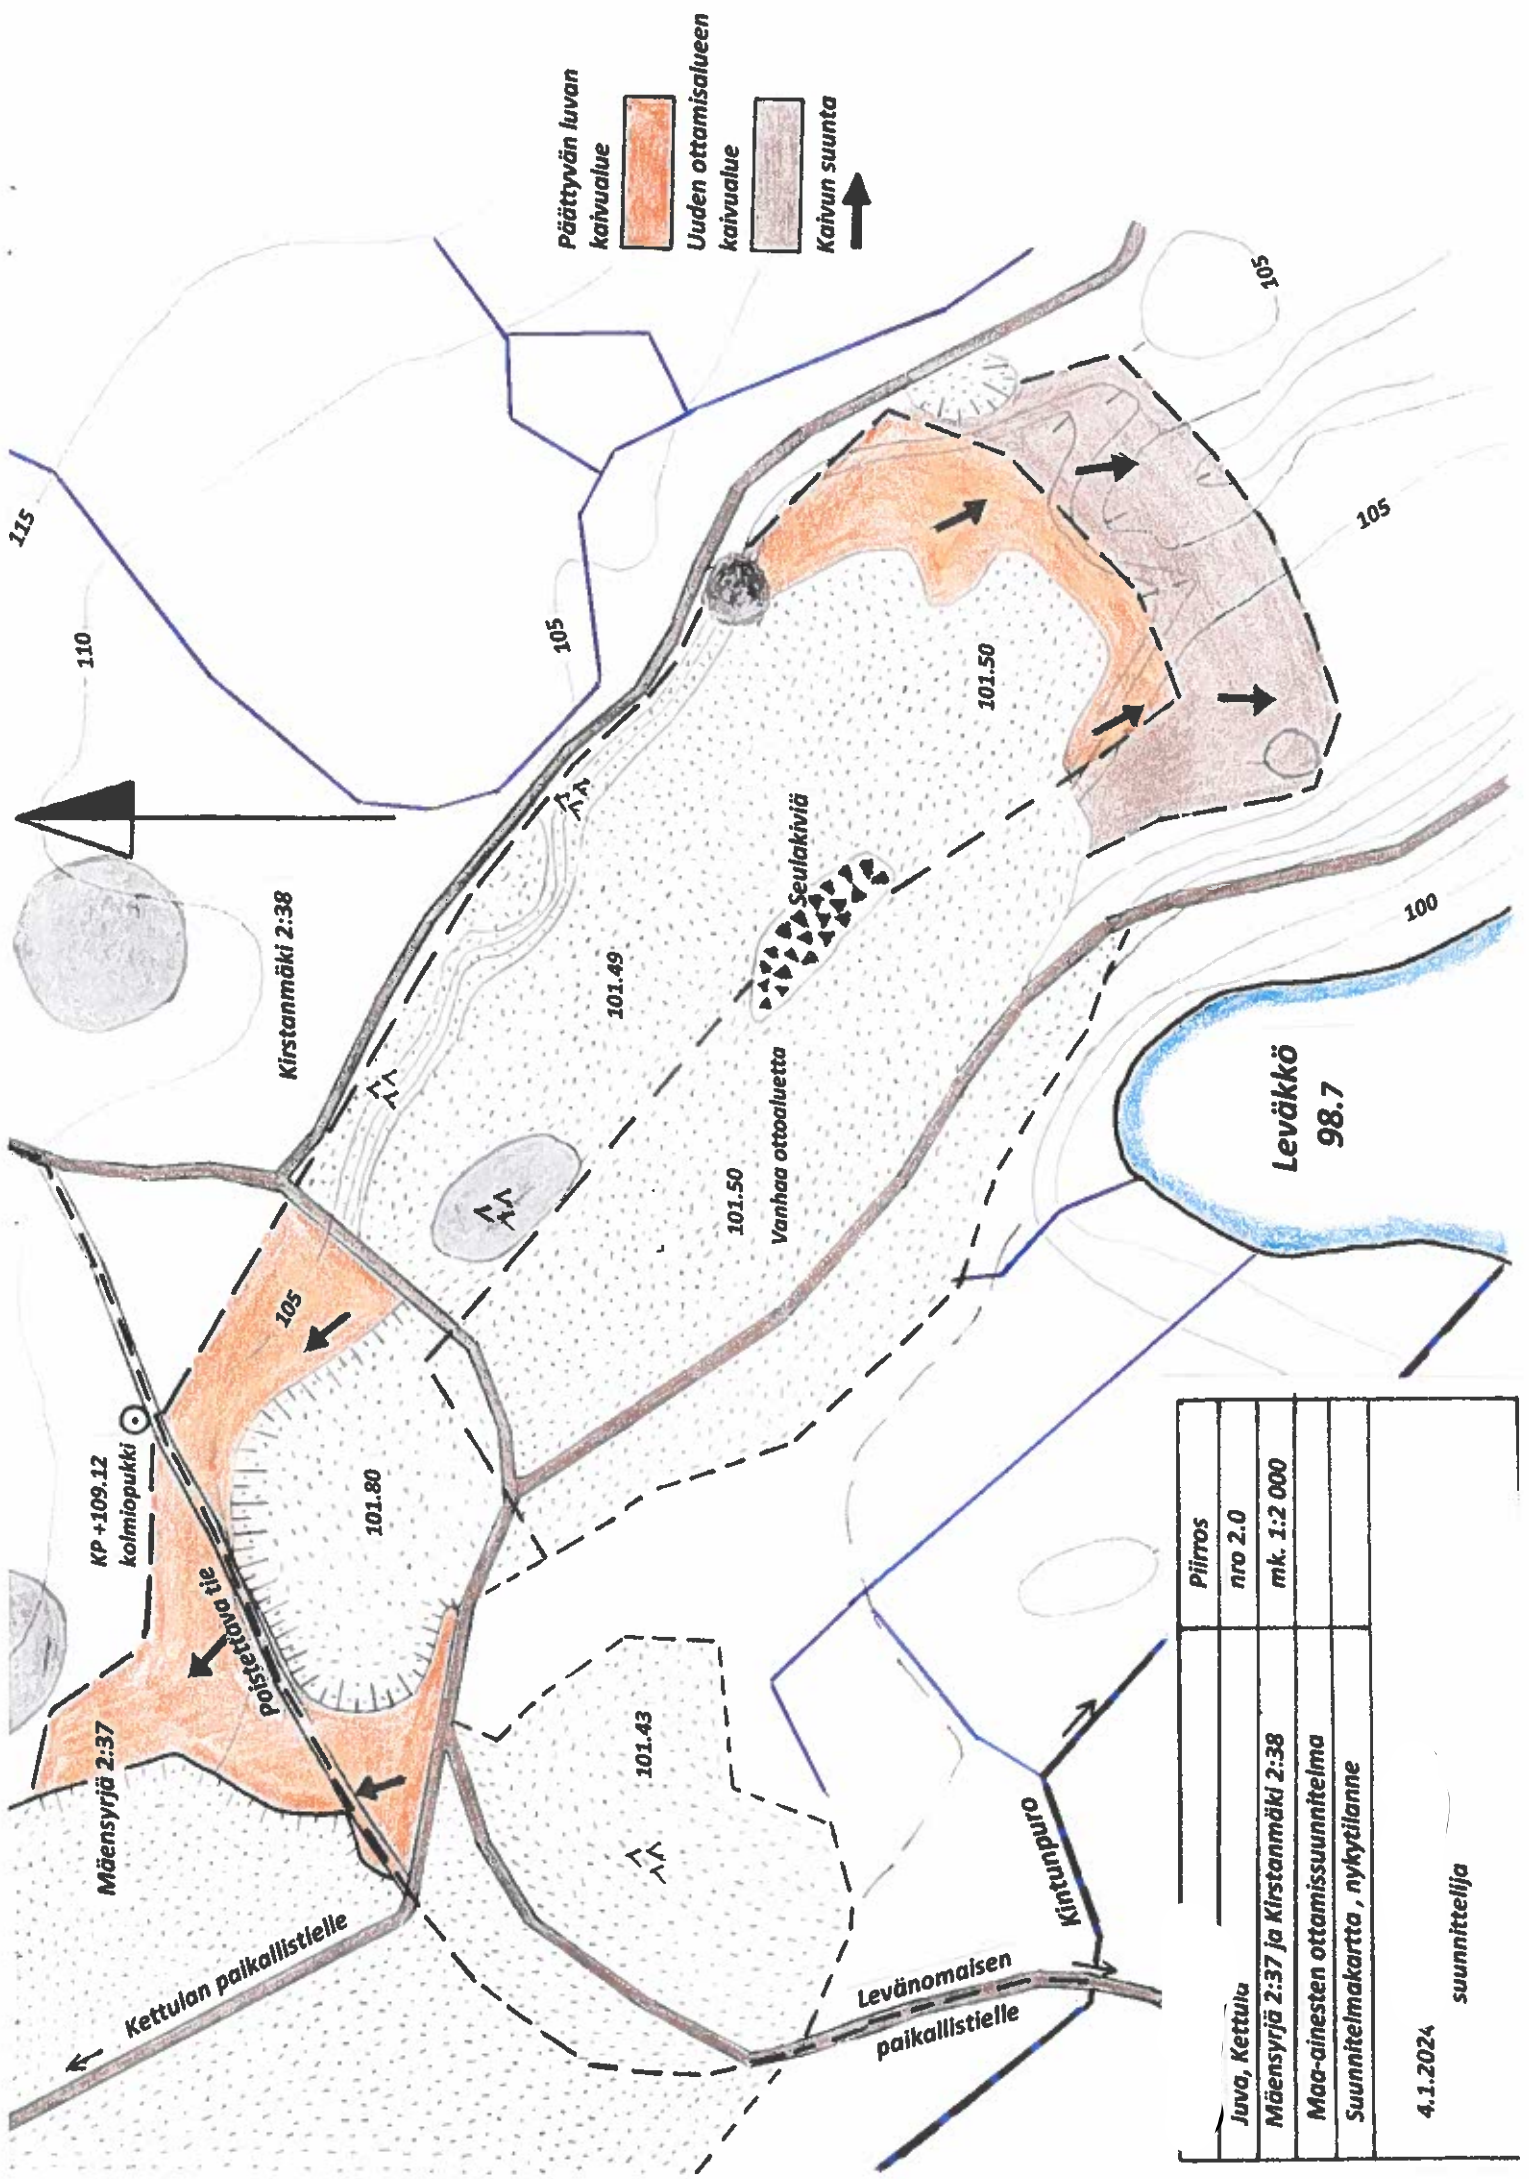 Päättyvän luvan
kaivualue
Uuden ottamisalueen
kaivualue
Kaivun suunta
115
110
105
105
105
Kirstanmäki 2:38
101.50
Seulakiviä
101.49
101.50
Vanhaa ottoaluetta
100
Leväkkö
98.7
105
KP +109.12
kolmiopukki
101.80
Poistettava tie
Mäensyrjä 2:37
101.43
Kettulan paikallistielle
Kintunpuro
Levänomaisen
paikallistielle
Piirros
Juva, Kettula
nro 2.0
Mäensyrjä 2:37 ja Kirstanmäki 2:38
mk. 1:2 000
Maa-ainesten ottamissuunnitelma
Suunnitelmakartta , nykytilanne
4.1.2024
suunnittelija